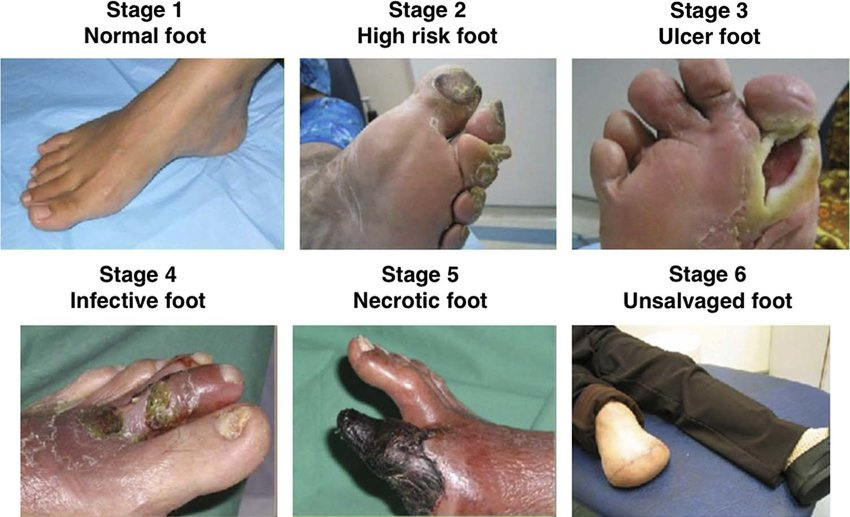 Stage 1
Normal foot
Stage 2
High risk foot
Stage 3
Ulcer foot
Stage 4
Infective foot
Stage 5
Necrotic foot
Stage 6
Unsalvaged foot